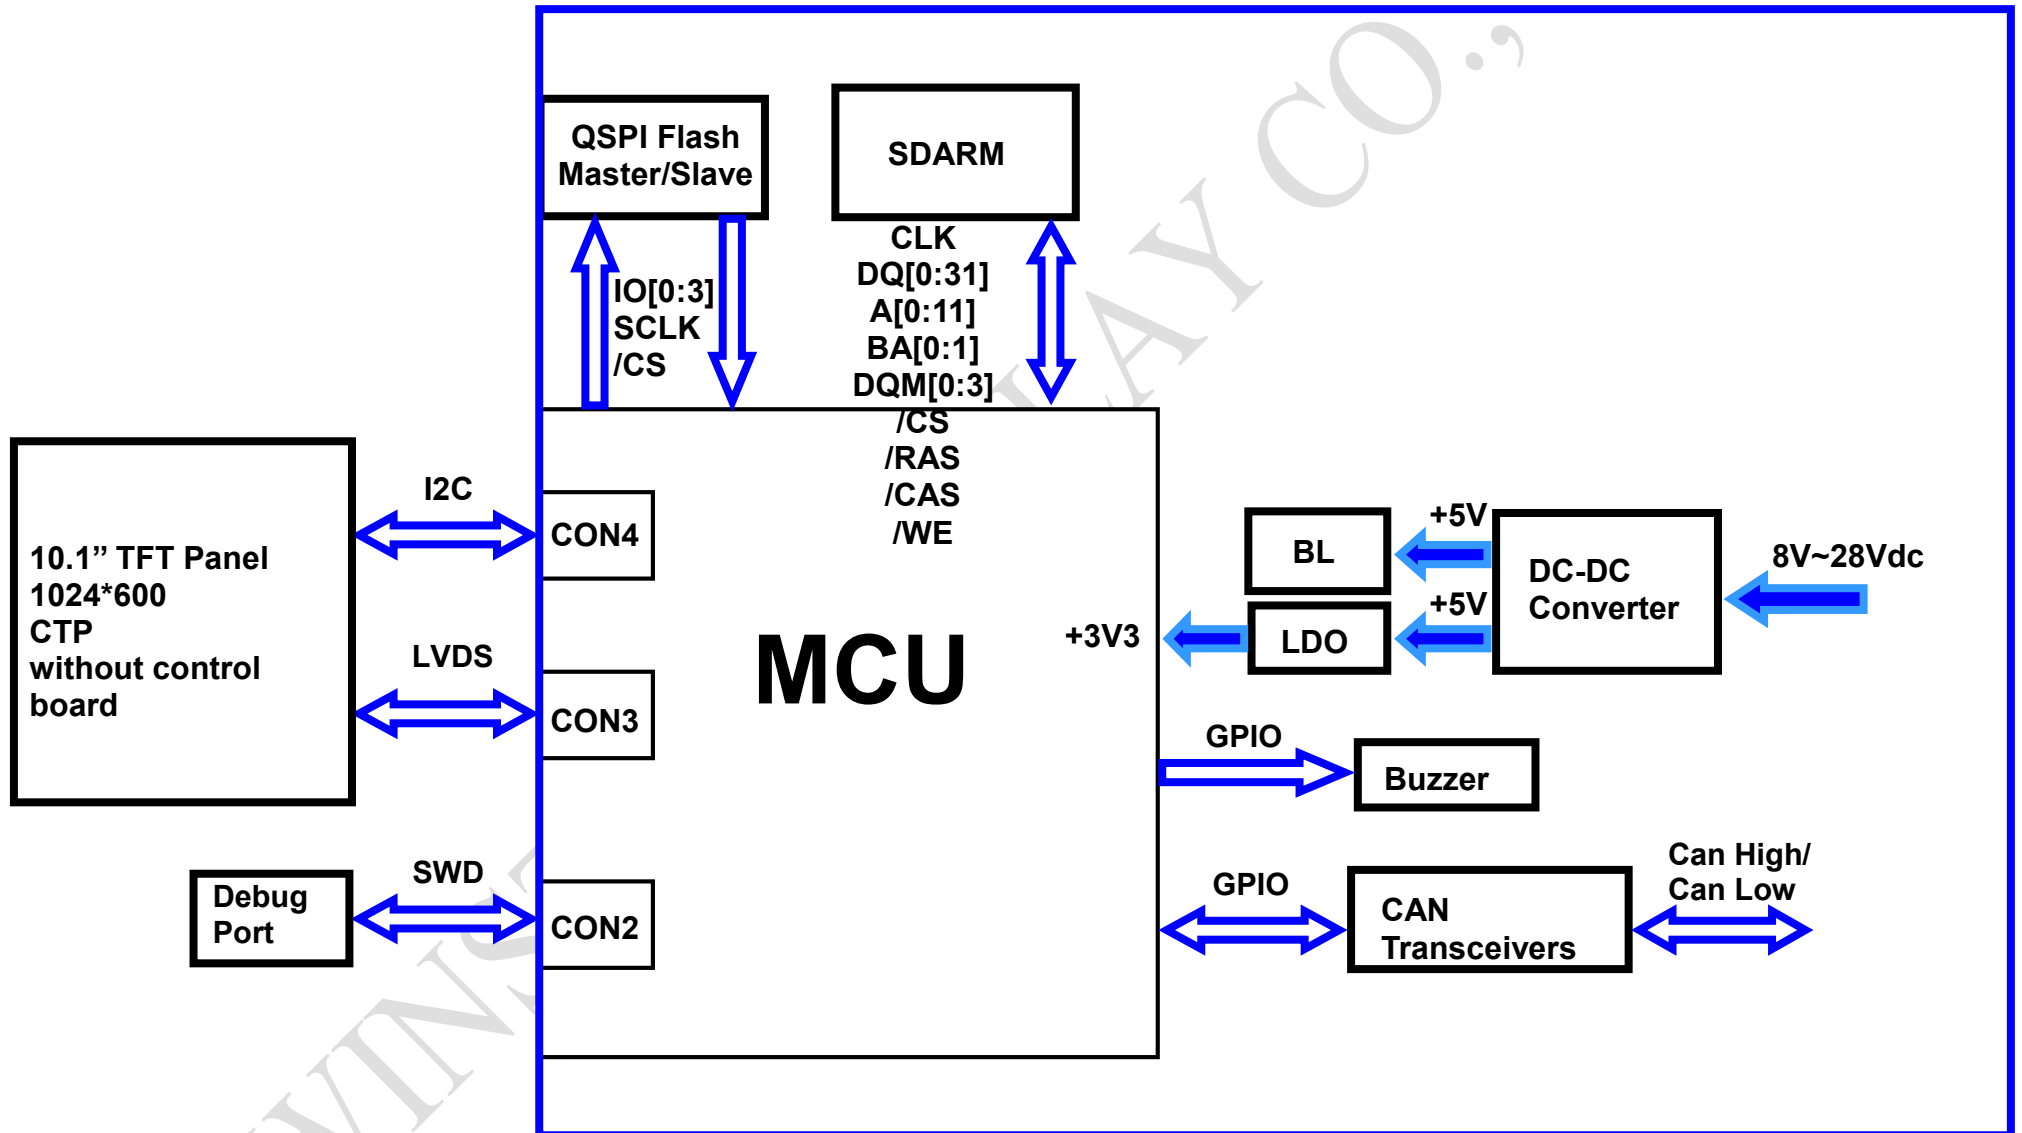 QSPI Flash
Master/Slave
SDARM
IO[0:3]
SCLK
/CS
CLK
DQ[0:31]
A[0:11]
BA[0:1]
DQM[0:3]
/CS
/RAS
/CAS
/WE
10.1’’ TFT Panel
1024*600
CTP
without control
board
I2C
CON4
LVDS
CON3
MCU
+3V3
BL
LDO
+5V
+5V
DC-DC
Converter
8V~28Vdc
GPIO
Buzzer
Debug
Port
SWD
CON2
GPIO
CAN
Transceivers
Can High/
Can Low
LAY CO.,